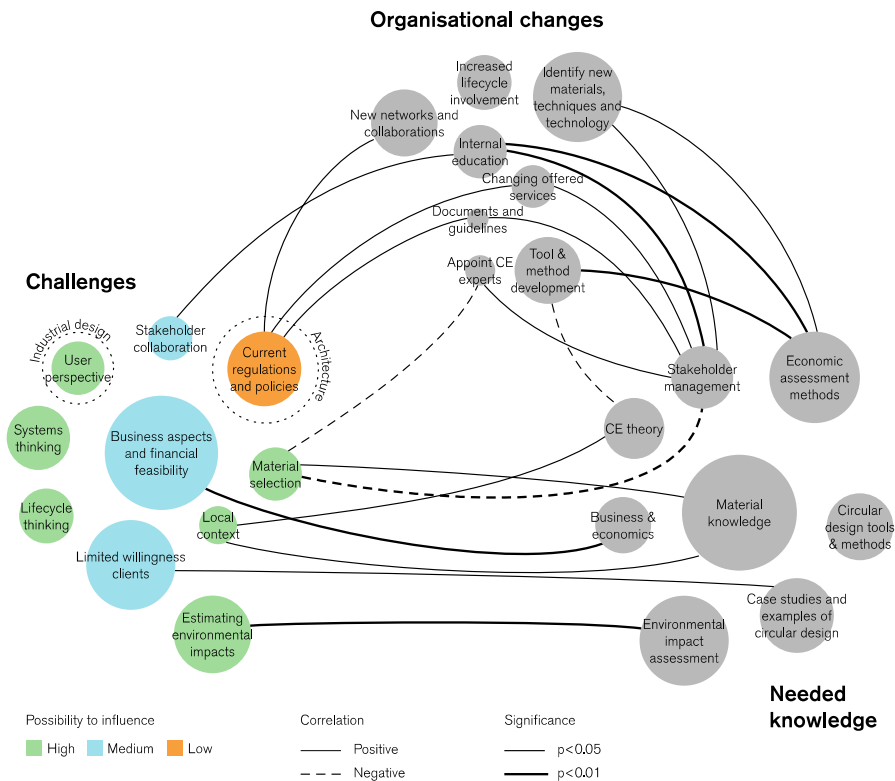 Organisational changes
Increased
lifecycle
involvement
Identify new
materials,
techniques and
technology
New networks and
collaborations
Internal
education
Changing offered
services
Documents and
guidelines
Appoint CE
experts
Tool &
method
development
Challenges
Industrial design
User
perspective
Stakeholder
collaboration
Current
regulations
and policies
Architecture
Systems
thinking
Business aspects
and financial
feasibility
Material
selection
Lifecycle
thinking
Local
context
Limited willingness
clients
Estimating
environmental
impacts
Stakeholder
management
Economic
assessment
methods
CE theory
Material
knowledge
Business &
economics
Circular
design tools
& methods
Case studies and
examples of
circular design
Environmental
impact
assessment
Needed
knowledge
Possibility to influence
High
Medium
Low
Correlation
Positive
Negative
Significance
p<0.05
p<0.01